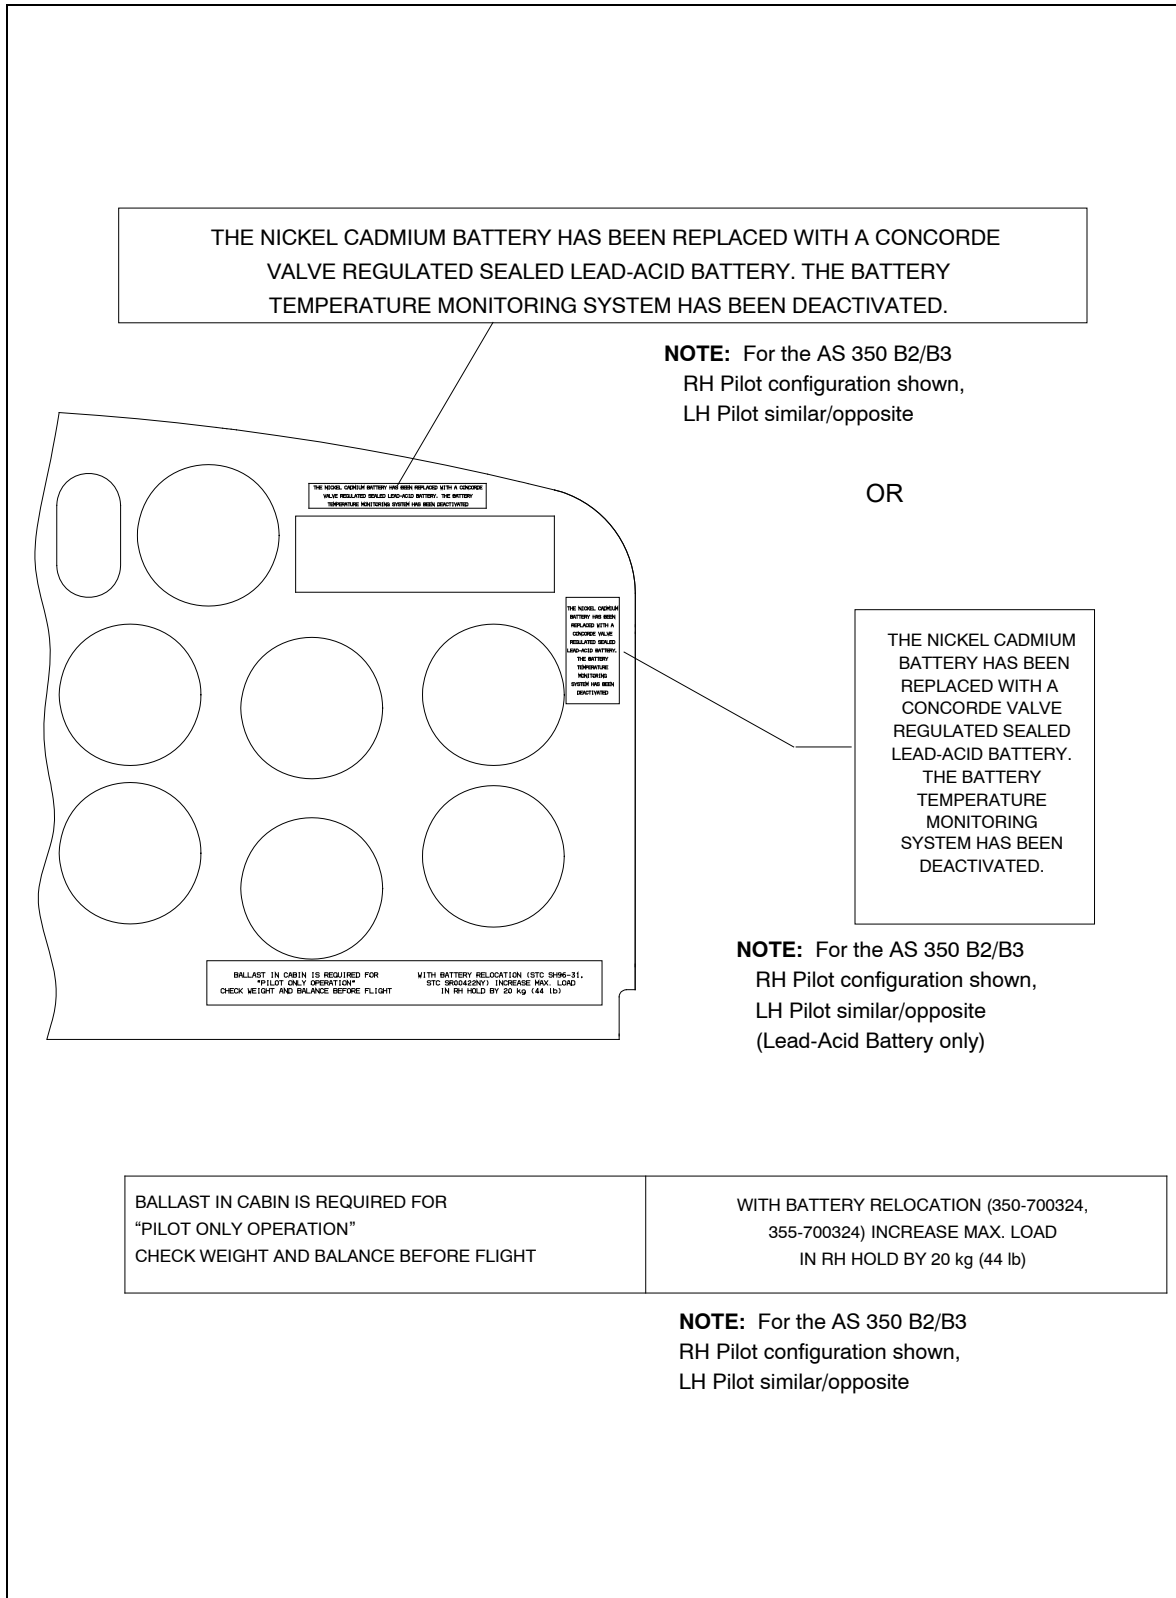 THE NICKEL CADMIUM BATTERY HAS BEEN REPLACED WITH A CONCORDE
VALVE REGULATED SEALED LEAD-ACID BATTERY. THE BATTERY
TEMPERATURE MONITORING SYSTEM HAS BEEN DEACTIVATED.
NOTE: For the AS 350 B2/B3
RH Pilot configuration shown,
LH Pilot similar/opposite
THE NICKEL CADMIUM BATTERY HAS BEEN REPLACED WITH A CONCORDE
VALVE REGULATED SEALED LEAD-ACID BATTERY. THE BATTERY
TEMPERATURE MONITORING SYSTEM HAS BEEN DEACTIVATED
OR
THE NICKEL CADMIUM
BATTERY HAS BEEN
REPLACED WITH A
CONCORDE VALVE
REGULATED SEALED
LEAD-ACID BATTERY.
THE BATTERY
TEMPERATURE
MONITORING
SYSTEM HAS BEEN
DEACTIVATED
THE NICKEL CADMIUM
BATTERY HAS BEEN
REPLACED WITH A
CONCORDE VALVE
REGULATED SEALED
LEAD-ACID BATTERY.
THE BATTERY
TEMPERATURE
MONITORING
SYSTEM HAS BEEN
DEACTIVATED.
NOTE: For the AS 350 B2/B3
RH Pilot configuration shown,
LH Pilot similar/opposite
(Lead-Acid Battery only)
BALLAST IN CABIN IS REQUIRED FOR
"PILOT ONLY OPERATION"
CHECK WEIGHT AND BALANCE BEFORE FLIGHT
WITH BATTERY RELOCATION (STC SH96-31,
STC SR00422NY) INCREASE MAX. LOAD
IN RH HOLD BY 20 kg (44 lb)
BALLAST IN CABIN IS REQUIRED FOR
“PILOT ONLY OPERATION”
CHECK WEIGHT AND BALANCE BEFORE FLIGHT
WITH BATTERY RELOCATION (350-700324,
355-700324) INCREASE MAX. LOAD
IN RH HOLD BY 20 kg (44 lb)
NOTE: For the AS 350 B2/B3
RH Pilot configuration shown,
LH Pilot similar/opposite